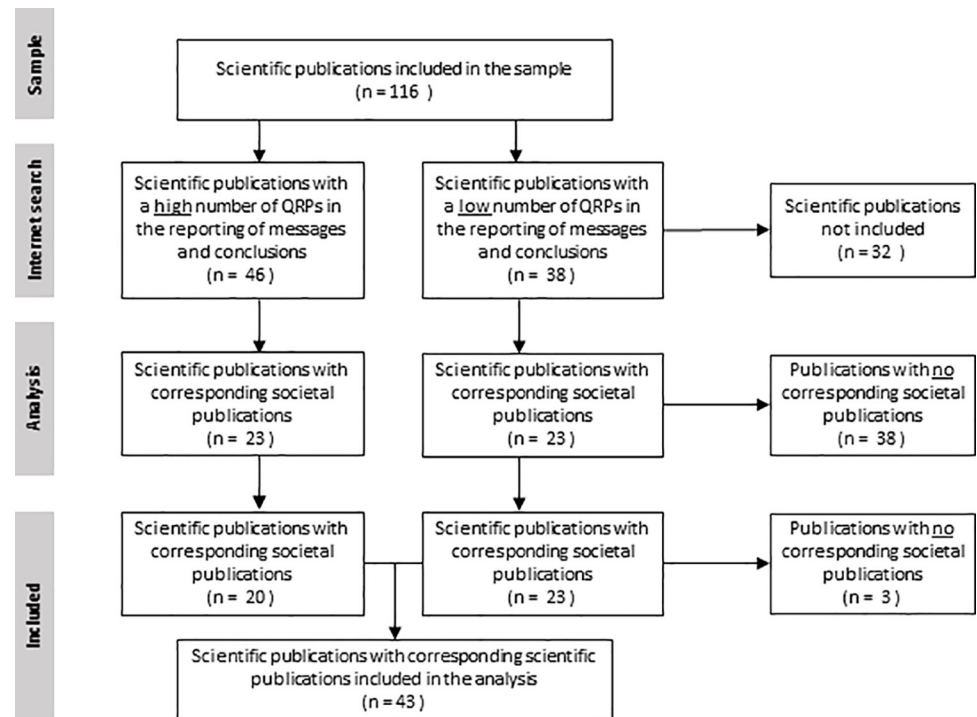 Sample
Scientific publications included in the sample
(n = 116 )
Internet search
Scientific publications with
a high number of QRPs in
the reporting of messages
and conclusions
(n = 46 )
Scientific publications with
a low number of QRPs in
the reporting of messages
and conclusions
(n = 38 )
Scientific publications
not included
(n = 32 )
Analysis
Scientific publications with
corresponding societal
publications
(n = 23 )
Scientific publications with
corresponding societal
publications
(n = 23 )
Publications with no
corresponding societal
publications
(n = 38 )
Included
Scientific publications with
corresponding societal
publications
(n = 20 )
Scientific publications with
corresponding societal
publications
(n = 23 )
Publications with no
corresponding societal
publications
(n = 3 )
Scientific publications with corresponding scientific
publications included in the analysis
(n = 43 )